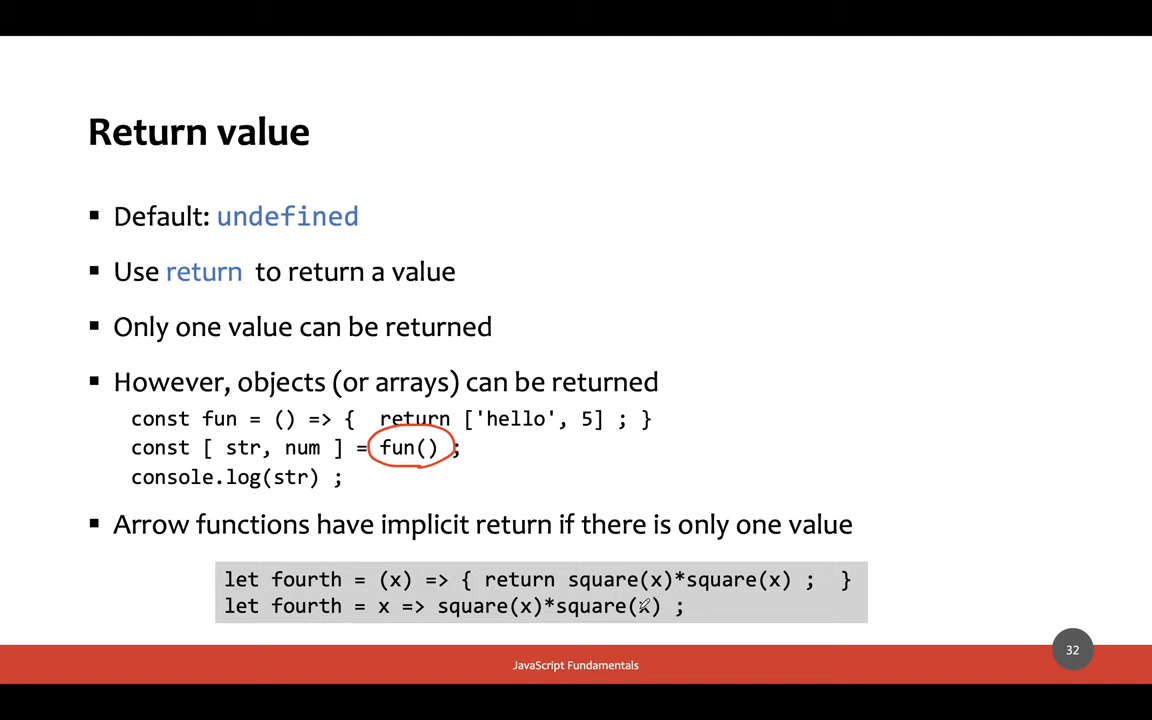 Return value
▪ Default: undefined
▪ Use return to return a value
▪ Only one value can be returned
▪ However, objects (or arrays) can be returned
const fun = () => { return ['hello', 5] ; }
const [ str, num ] = fun() ;
console.log(str) ;
▪ Arrow functions have implicit return if there is only one value
let fourth = (x) => { return square(x)*square(x) ; }
let fourth = x => square(x)*square(x) ;
32
JavaScript Fundamentals